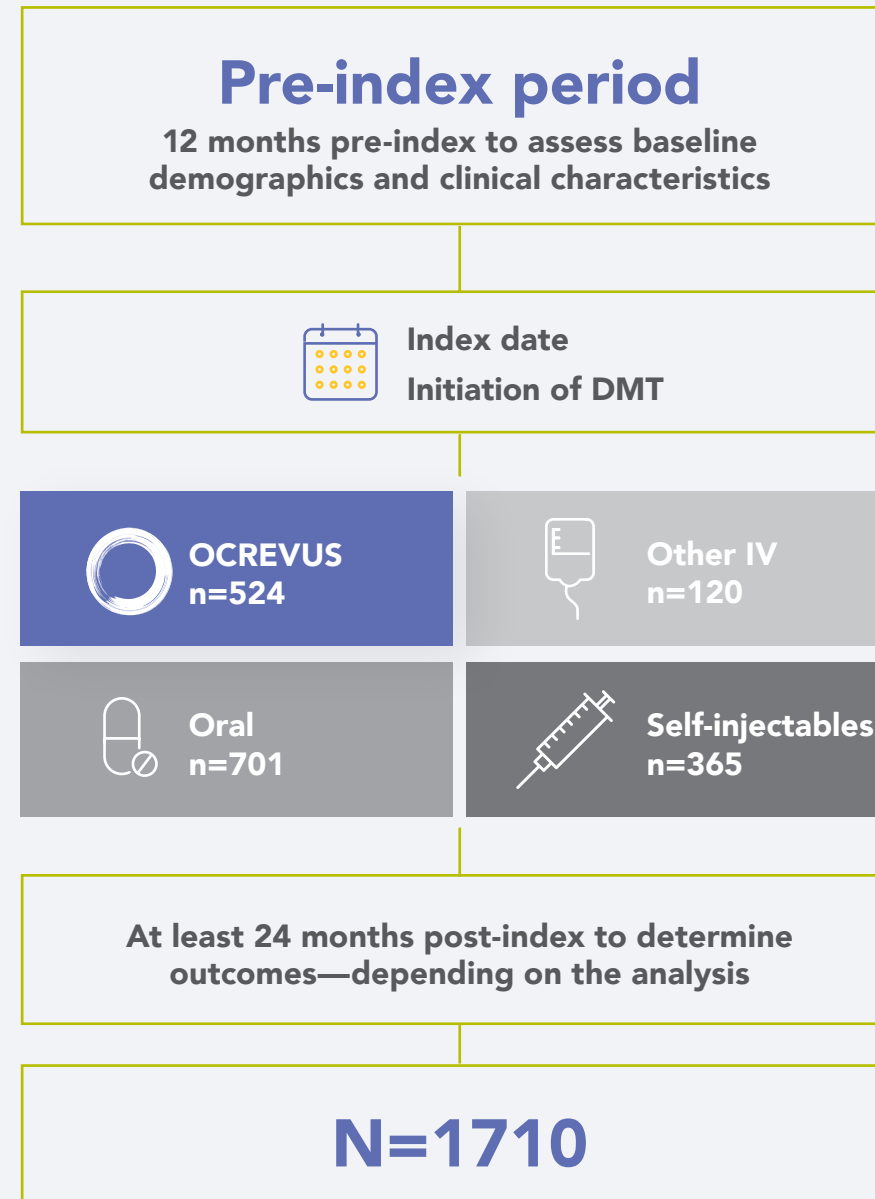 Pre-index period
12 months pre-index to assess baseline
demographics and clinical characteristics
Index date
Initiation of DMT
OCREVUS
n=524
Other IV
n=120
Oral
n=701
Self-injectables
n=365
At least 24 months post-index to determine
outcomes—depending on the analysis
N=1710